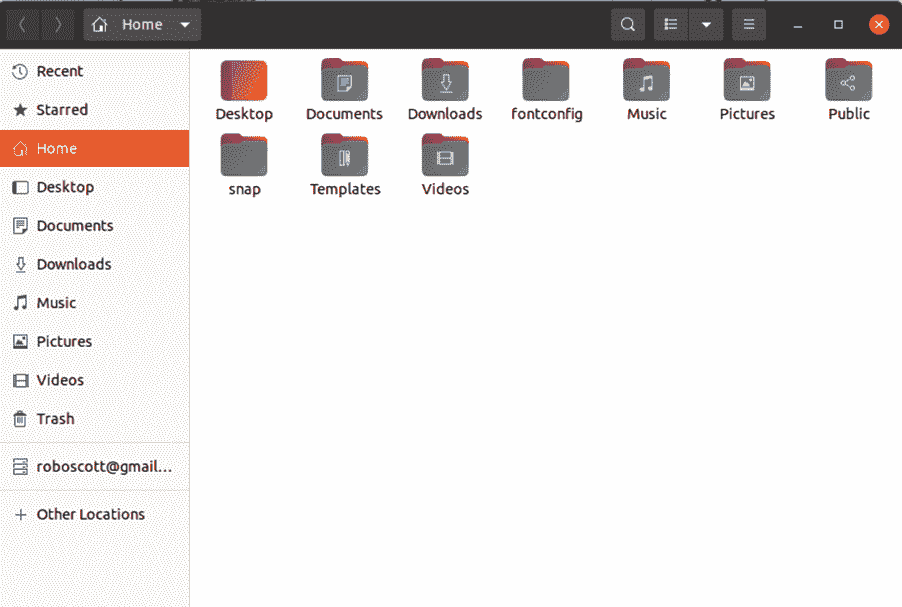 Home
Recent
Starred
Home
Desktop
Documents
Downloads
Music
Pictures
Videos
Trash
roboscott@gmail...
Other Locations
Desktop Documents Downloads fontconfig Music Pictures Public
snap Templates Videos